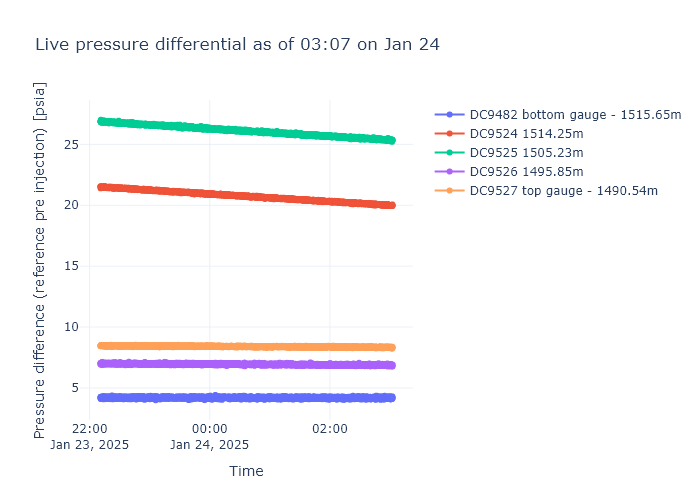 Live pressure differential as of 03:07 on Jan 24
Pressure difference (reference pre injection) [psia]
25
20
15
10
5
22:00
Jan 23, 2025
00:00
Jan 24, 2025
02:00
Time
DC9482 bottom gauge - 1515.65m
DC9524 1514.25m
DC9525 1505.23m
DC9526 1495.85m
DC9527 top gauge - 1490.54m